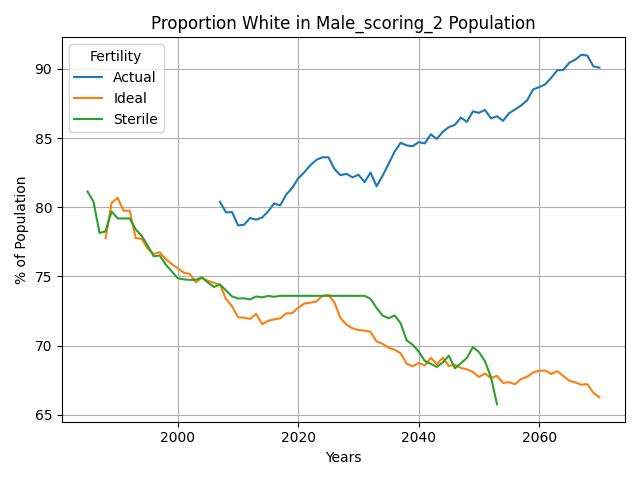 Proportion White in Male_scoring_2 Population
Fertility
Actual
Ideal
Sterile
% of Population
90
85
80
75
70
65
2000
2020
2040
2060
Years